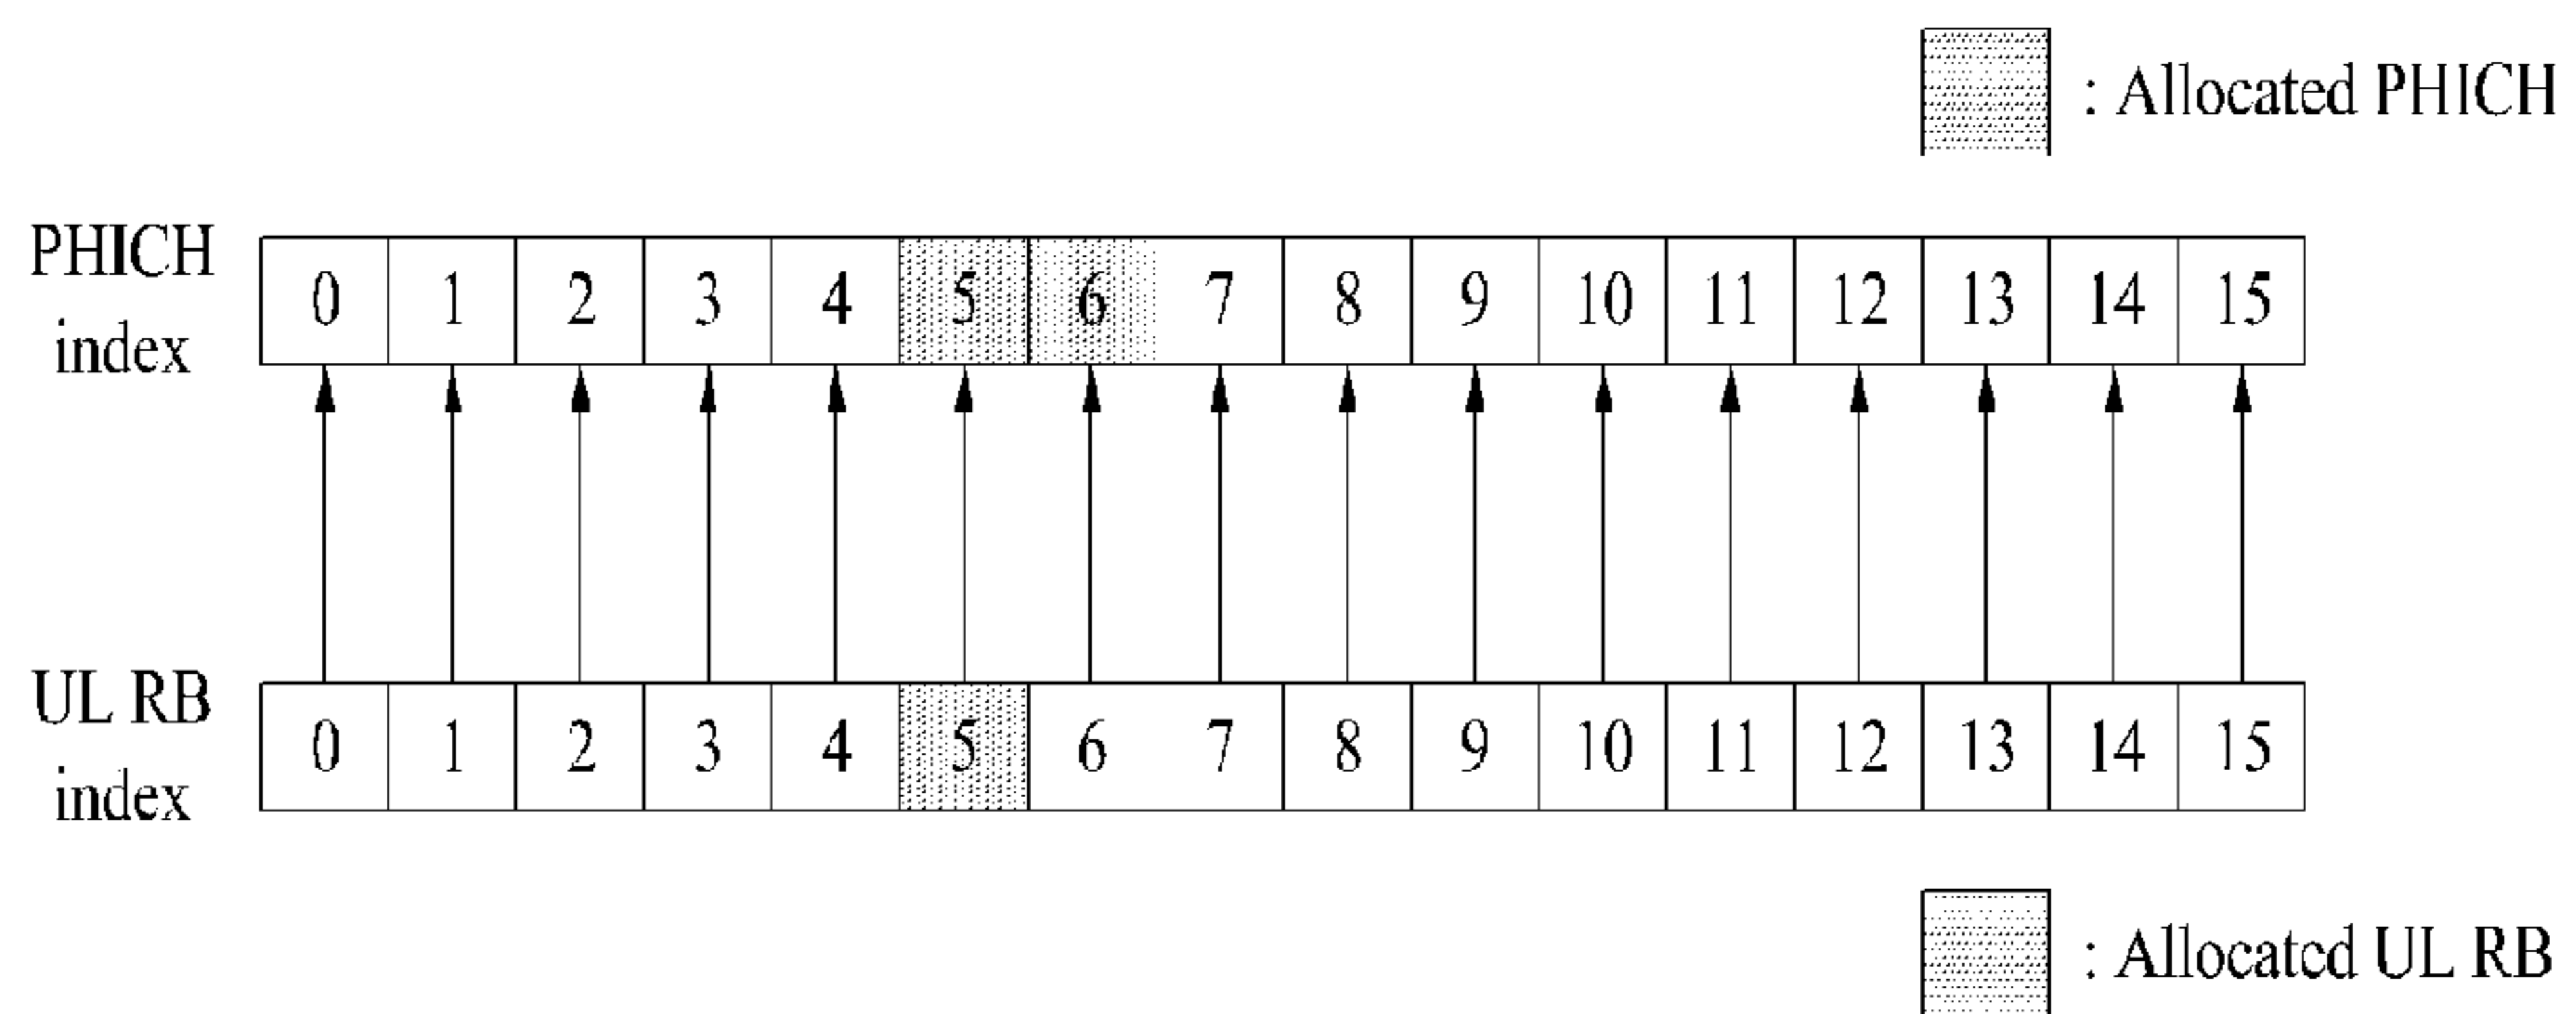 : Allocated PHICH
PHICH
index
0 1 2 3 4 5 6 7 8 9 10 11 12 13 14 15
UL RB
index
0 1 2 3 4 5 6 7 8 9 10 11 12 13 14 15
: Allocated UL RB